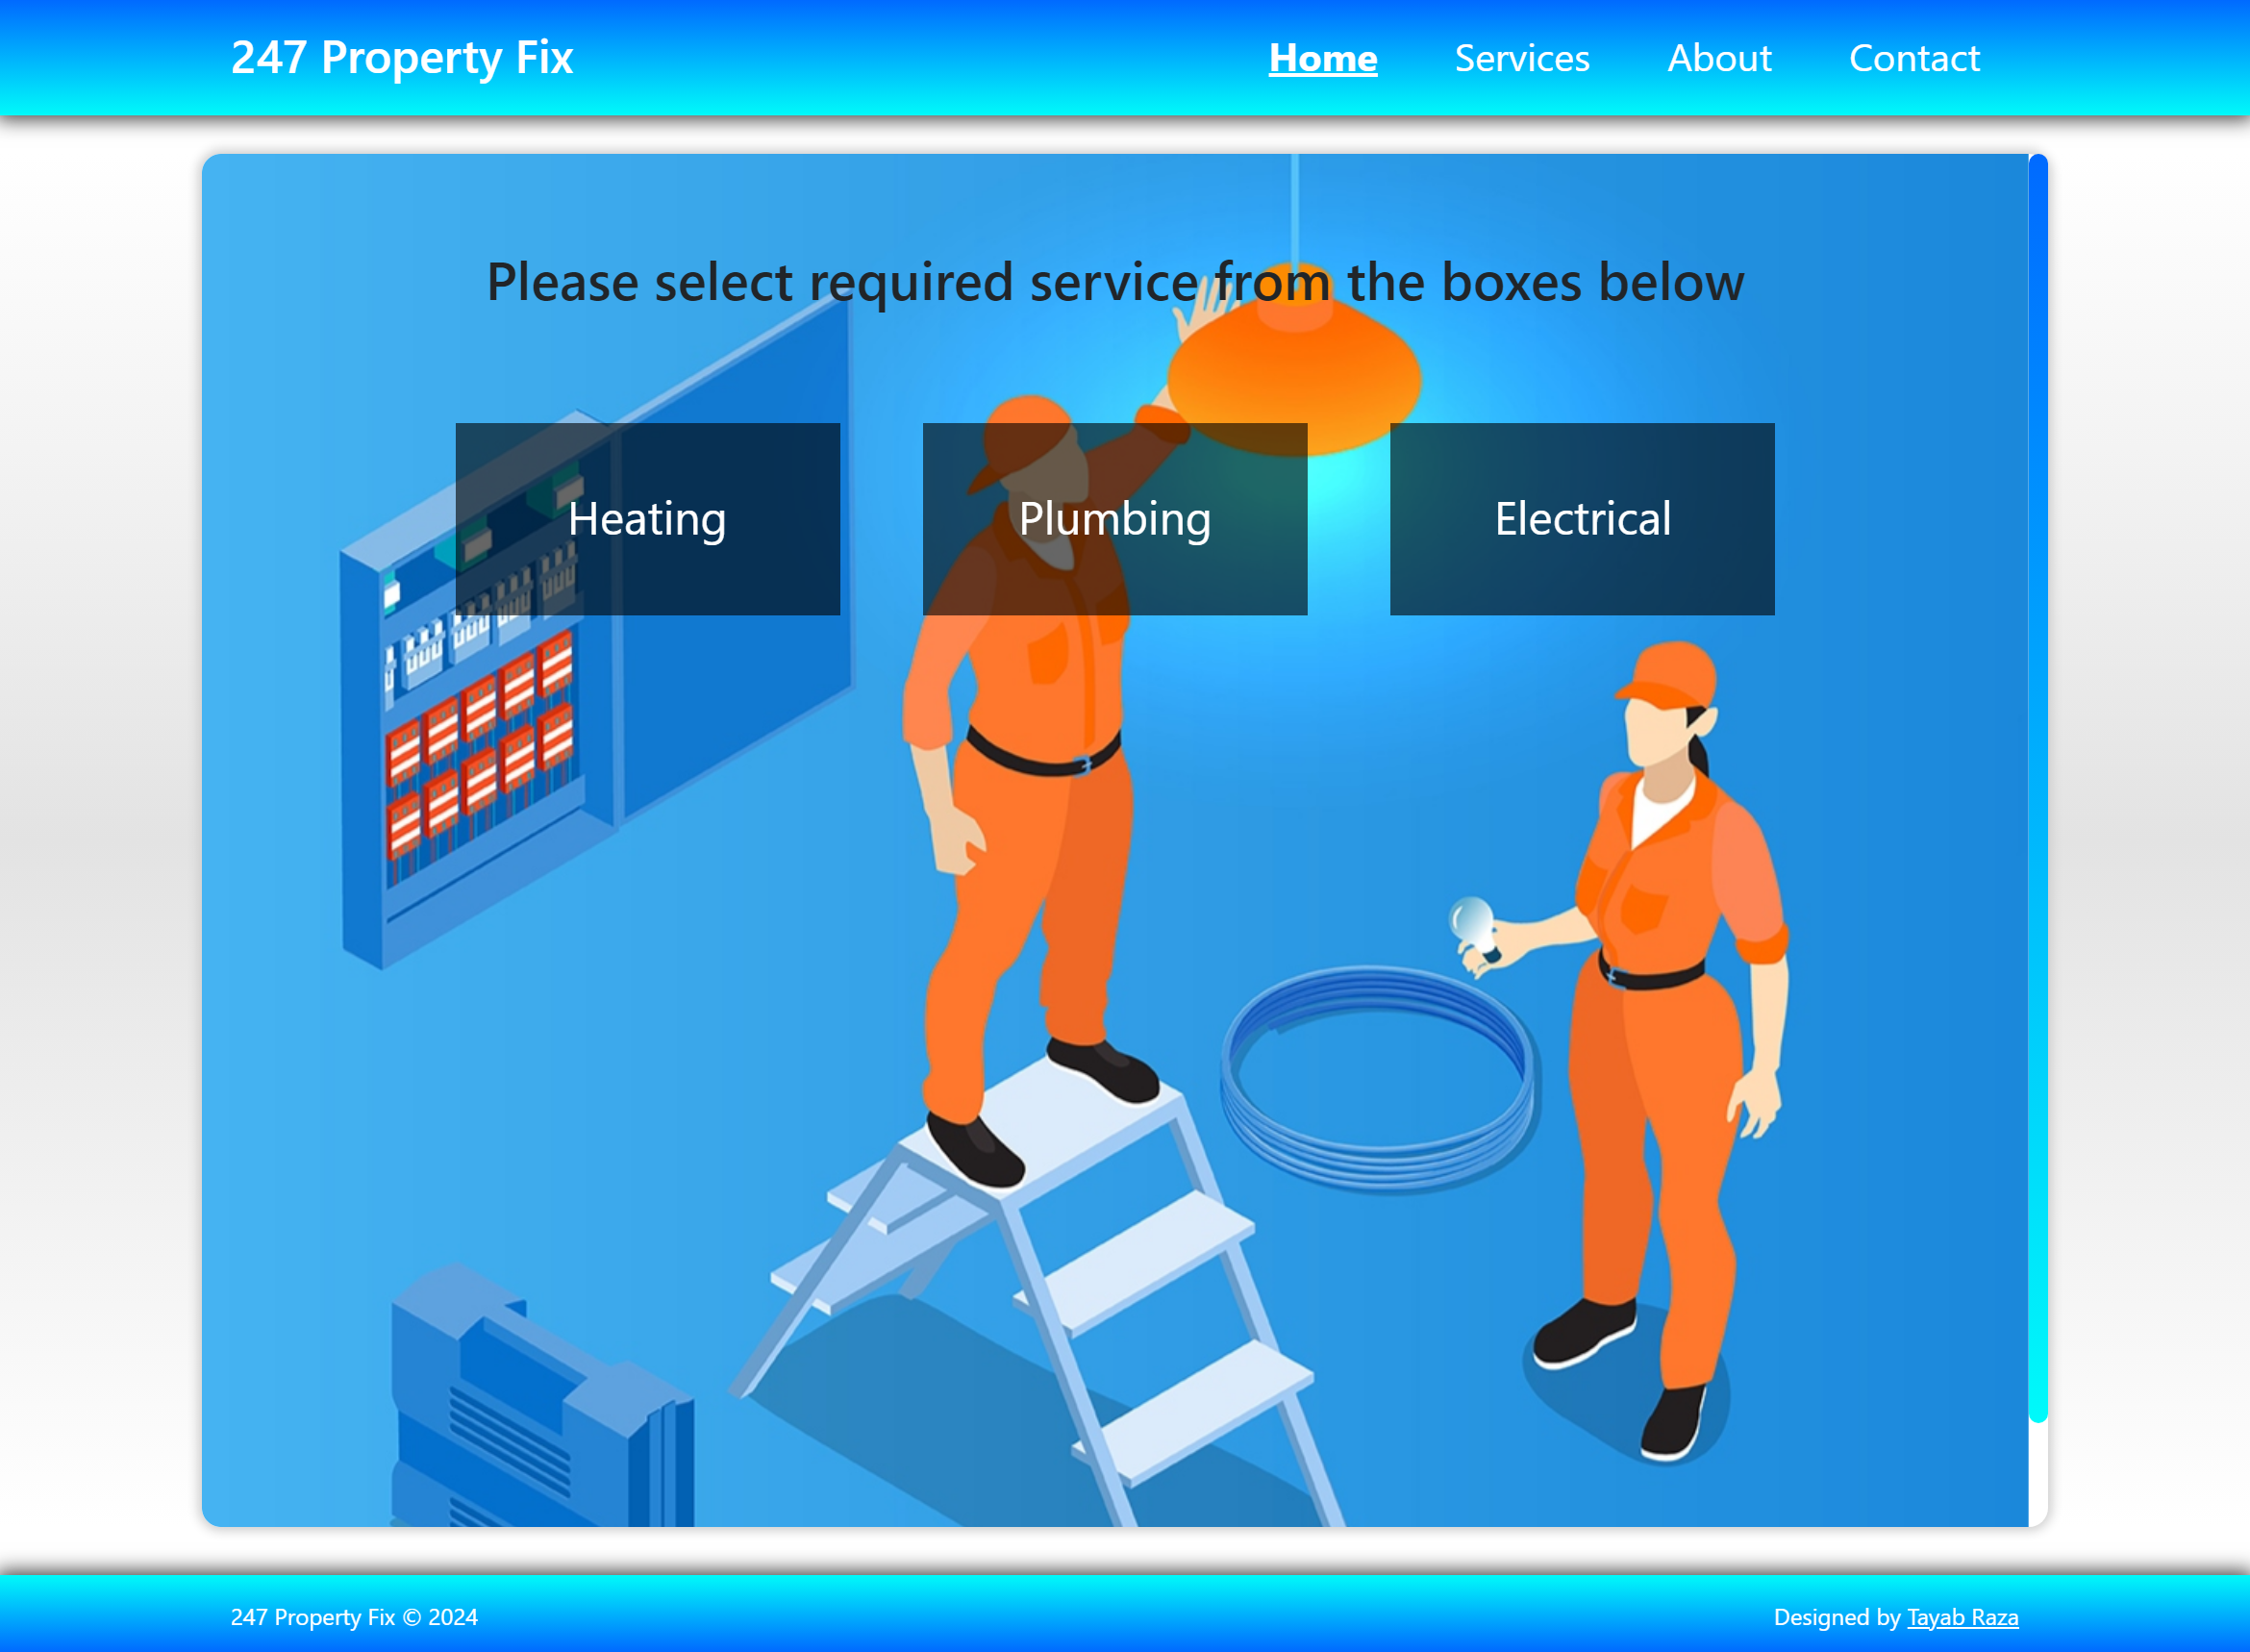 247 Property Fix
Home Services About Contact
Please select required service from the boxes below
Heating
Plumbing
Electrical
247 Property Fix © 2024
Designed by Tayab Raza